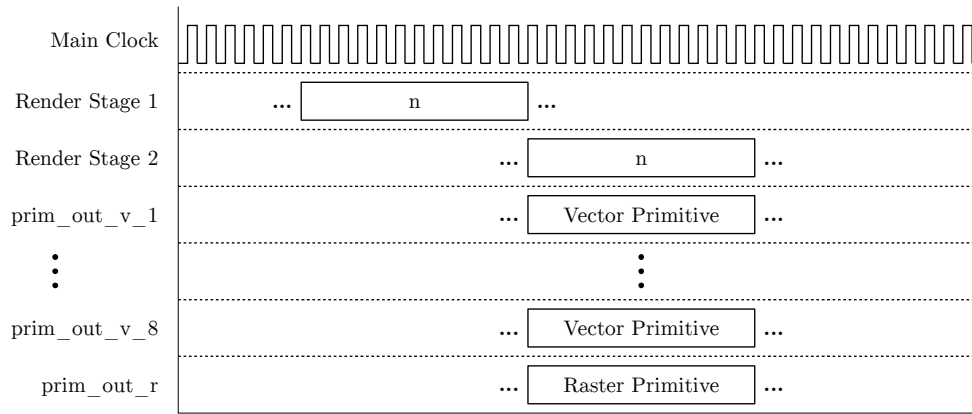 Main Clock
Render Stage 1 ... n ...
Render Stage 2 ... n ...
prim_out_v_1 ... Vector Primitive ...
prim_out_v_8 ... Vector Primitive ...
prim_out_r ... Raster Primitive ...